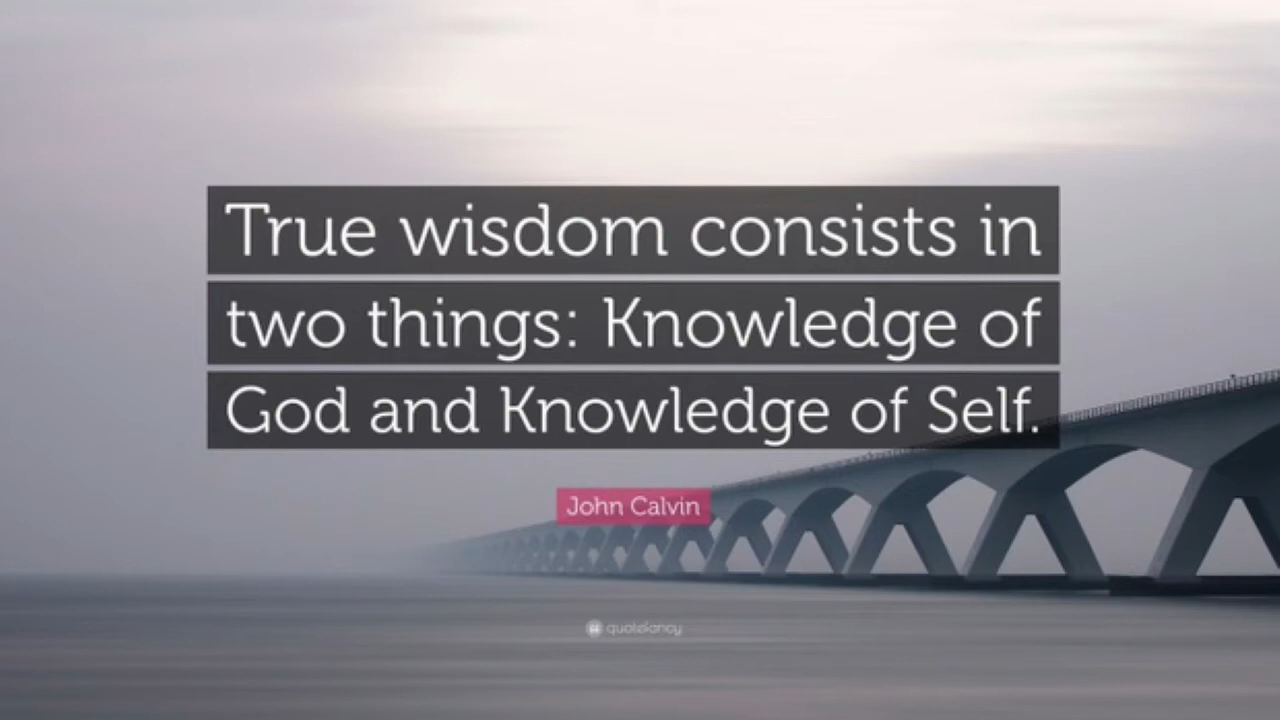 True wisdom consists in
two things: Knowledge of
God and Knowledge of Self.
John Calvin
quotefancy